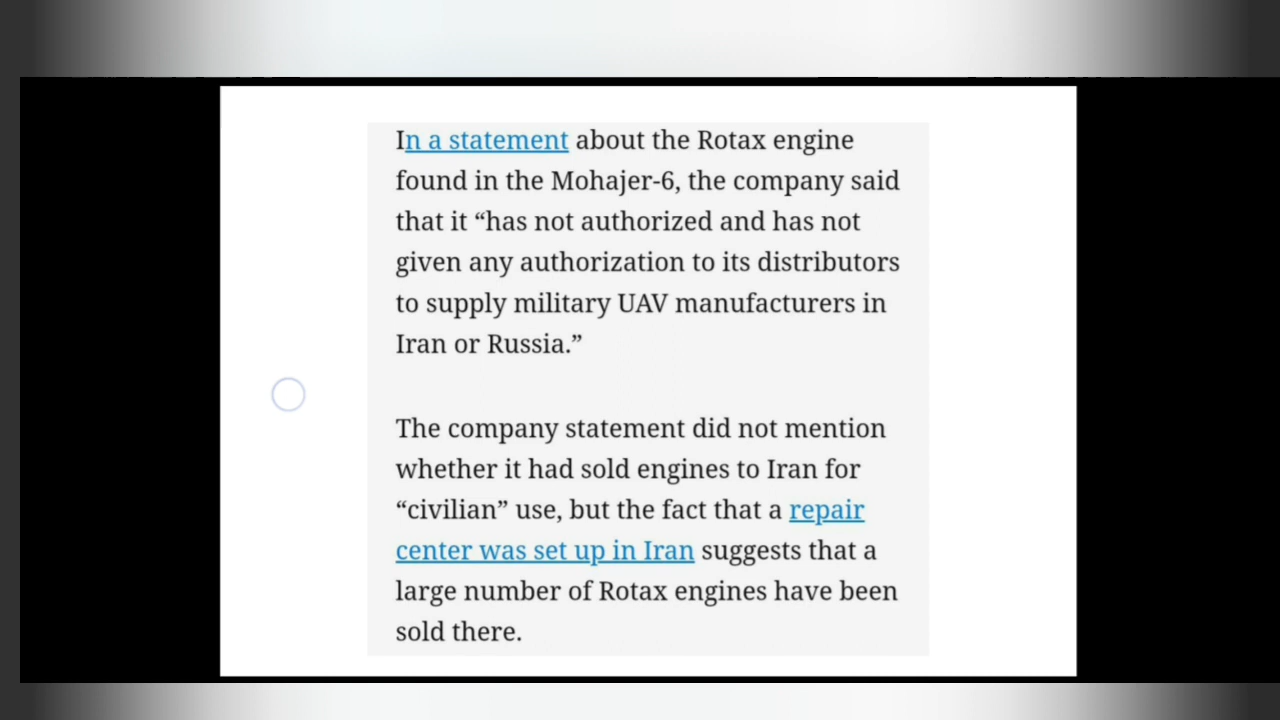 In a statement about the Rotax engine
found in the Mohajer-6, the company said
that it “has not authorized and has not
given any authorization to its distributors
to supply military UAV manufacturers in
Iran or Russia.”
The company statement did not mention
whether it had sold engines to Iran for
“civilian” use, but the fact that a repair
center was set up in Iran suggests that a
large number of Rotax engines have been
sold there.